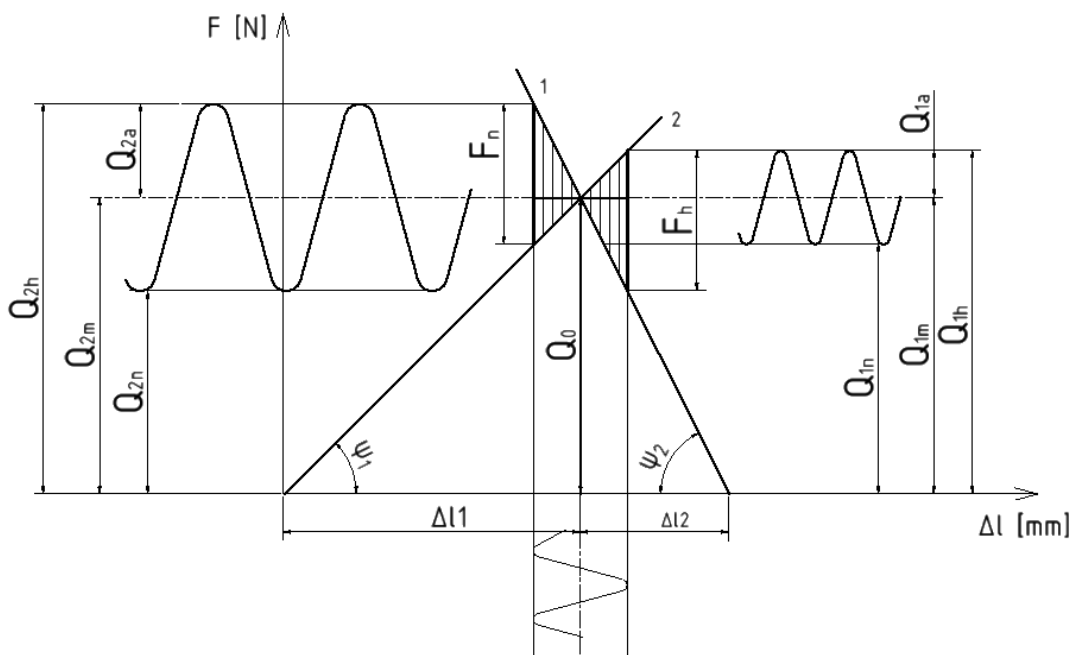 F [N]
1
2
Q2a
Fn
Q1a
Fh
Q2h
Q2m
Q2n
Q0
Q1n
Q1m
Q1h
ψ1
ψ2
Δl1
Δl2
Δl [mm]